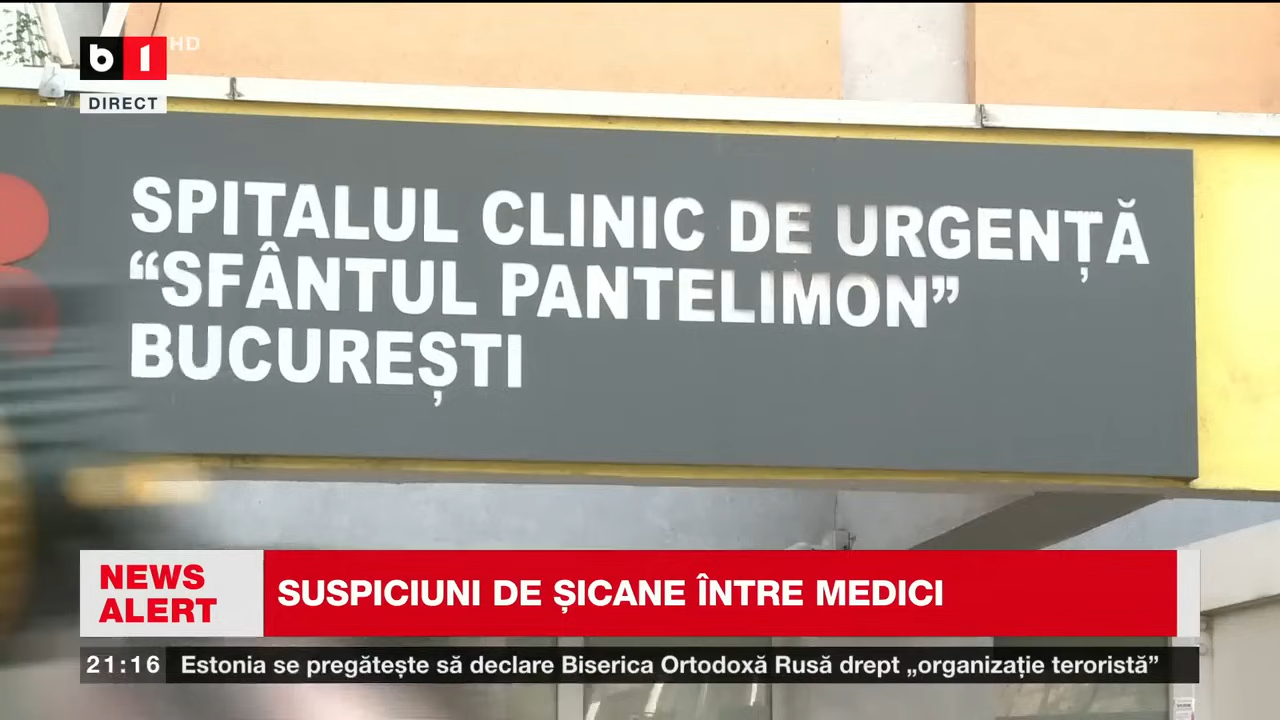 b1 HD
DIRECT
SPITALUL CLINIC DE URGENȚĂ
“SFÂNTUL PANTELIMON”
BUCUREȘTI
NEWS ALERT
SUSPICIUNI DE ȘICANE ÎNTRE MEDICI
21:16 Estonia se pregătește să declare Biserica Ortodoxă Rusă drept „organizație teroristă”